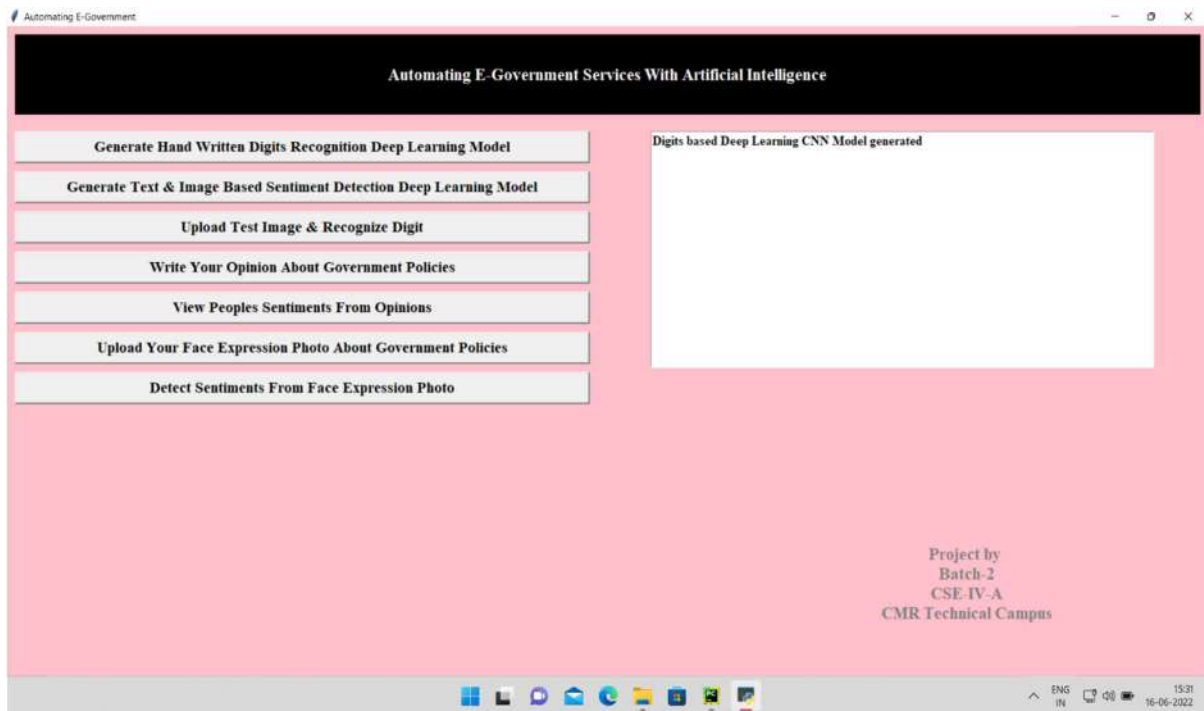 Automating E-Government
Automating E-Government Services With Artificial Intelligence
Generate Hand Written Digits Recognition Deep Learning Model
Generate Text & Image Based Sentiment Detection Deep Learning Model
Upload Test Image & Recognize Digit
Write Your Opinion About Government Policies
View Peoples Sentiments From Opinions
Upload Your Face Expression Photo About Government Policies
Detect Sentiments From Face Expression Photo
Digits based Deep Learning CNN Model generated
Project by
Batch-2
CSE-IV-A
CMR Technical Campus
ENG
IN
15:31
16-06-2022